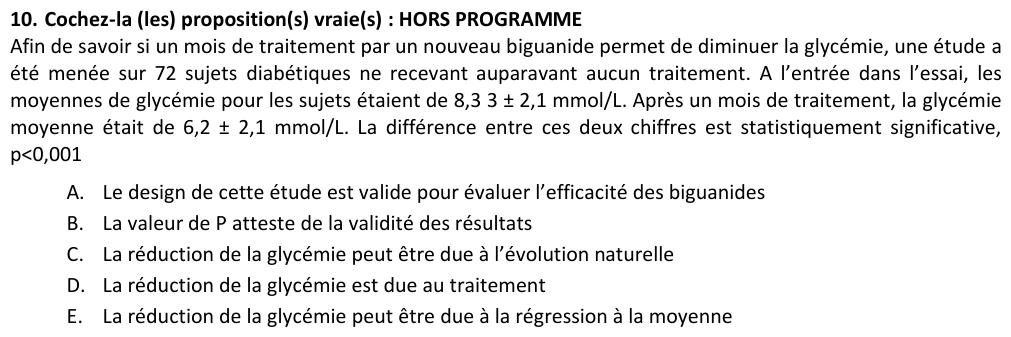 10. Cochez-la (les) proposition(s) vraie(s) : HORS PROGRAMME
Afin de savoir si un mois de traitement par un nouveau biguanide permet de diminuer la glycémie, une étude a
été menée sur 72 sujets diabétiques ne recevant auparavant aucun traitement. A l'entrée dans l'essai, les
moyennes de glycémie pour les sujets étaient de 8,3 3 ± 2,1 mmol/L. Après un mois de traitement, la glycémie
moyenne était de 6,2 ± 2,1 mmol/L. La différence entre ces deux chiffres est statistiquement significative,
p<0,001
A. Le design de cette étude est valide pour évaluer l'efficacité des biguanides
B. La valeur de P atteste de la validité des résultats
C. La réduction de la glycémie peut être due à l'évolution naturelle
D. La réduction de la glycémie est due au traitement
E. La réduction de la glycémie peut être due à la régression à la moyenne